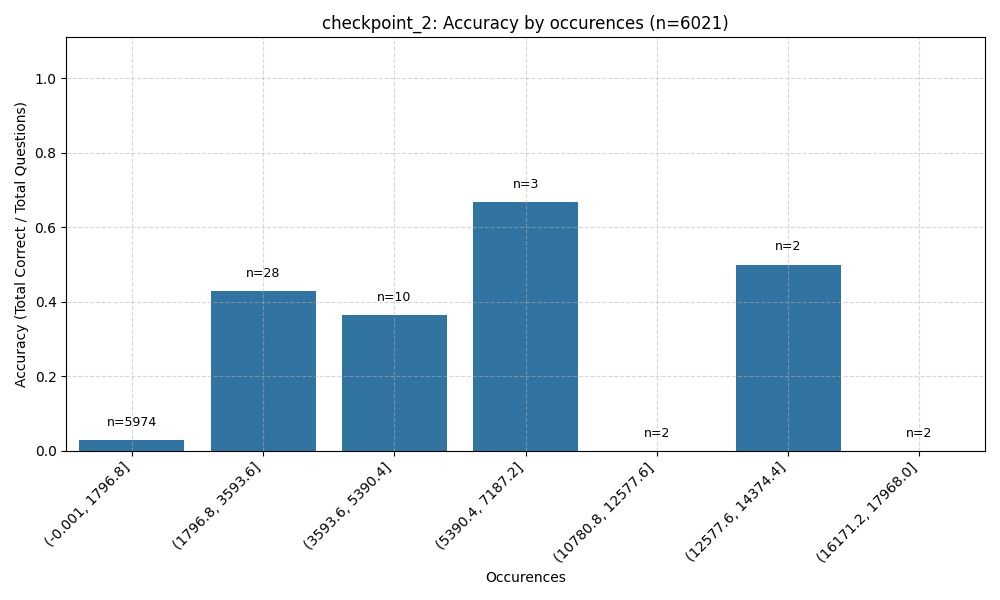 checkpoint_2: Accuracy by occurences (n=6021)
Accuracy (Total Correct / Total Questions)
1.0
0.8
0.6
0.4
0.2
0.0
n=5974
n=28
n=10
n=3
n=2
n=2
n=2
(-0.001, 1796.8]
(1796.8, 3593.6]
(3593.6, 5390.4]
(5390.4, 7187.2]
(10780.8, 12577.6]
(12577.6, 14374.4]
(16171.2, 17968.0]
Occurences